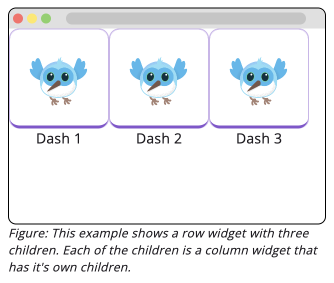 Dash 1 Dash 2 Dash 3
Figure: This example shows a row widget with three
children. Each of the children is a column widget that
has it's own children.